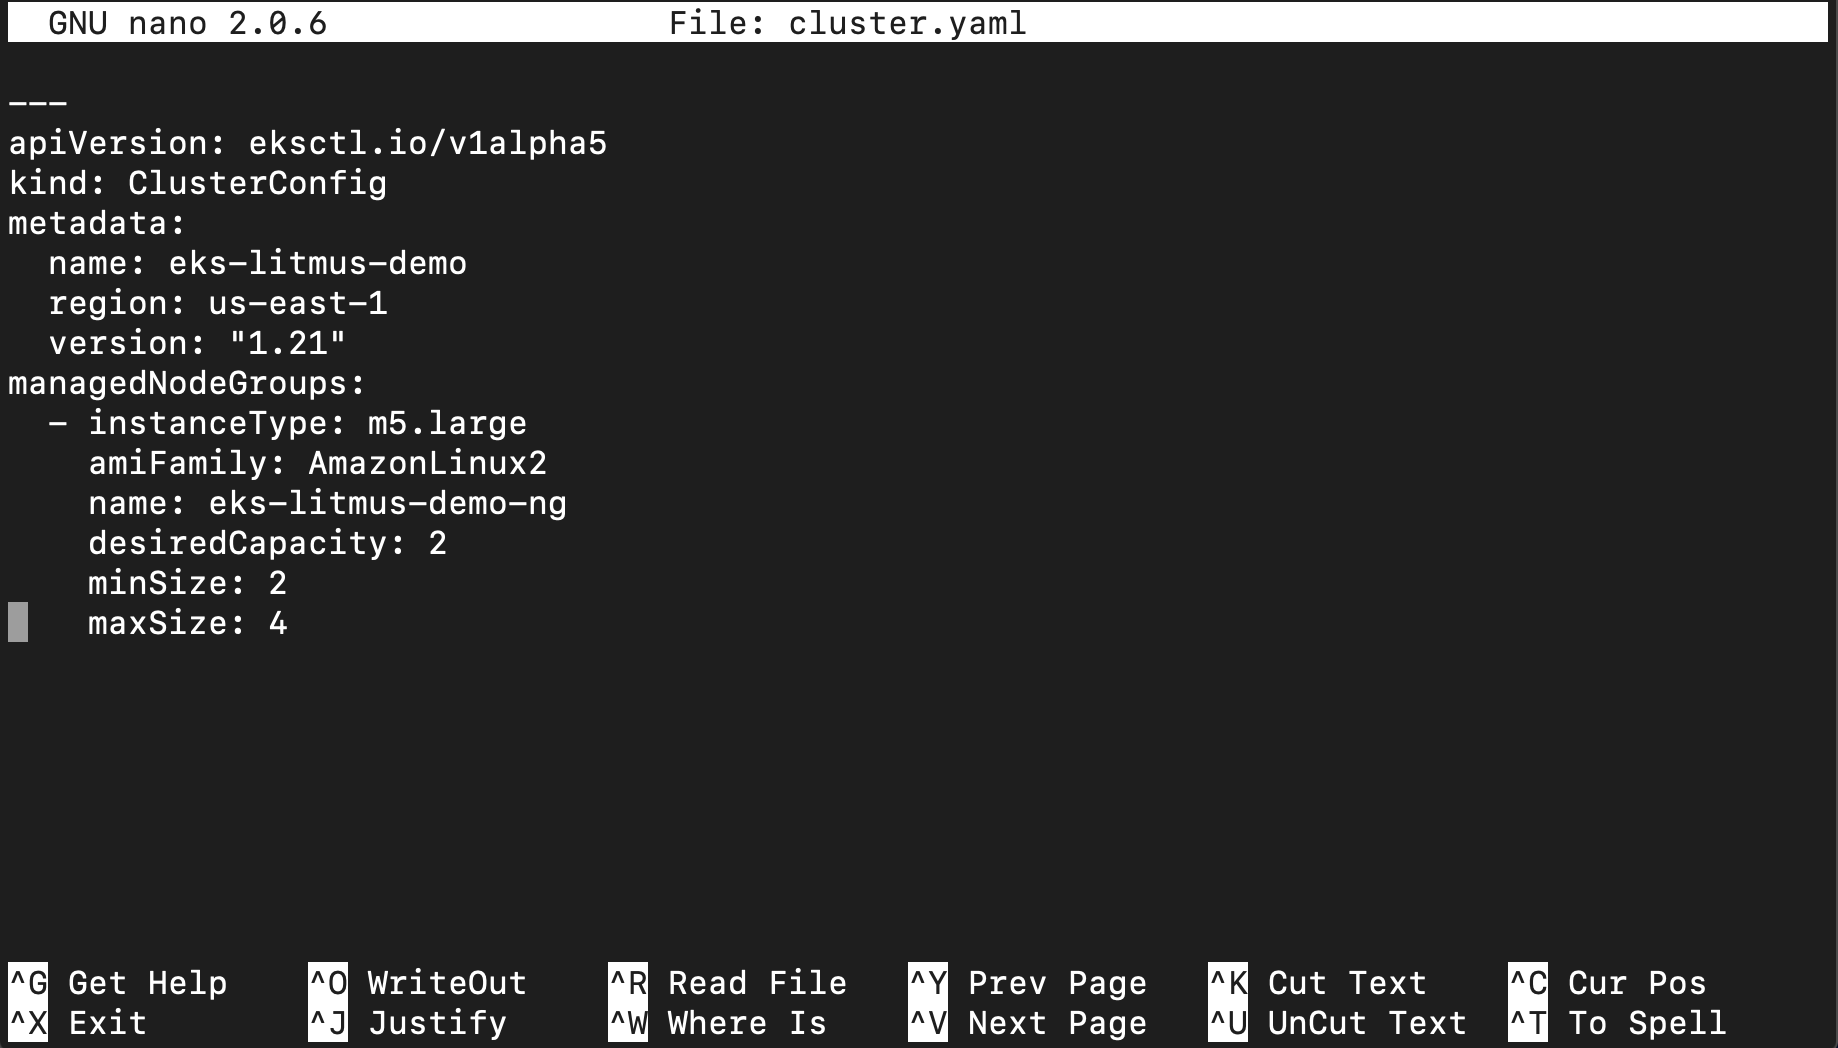 GNU nano 2.0.6 File: cluster.yaml
---
apiVersion: eksctl.io/v1alpha5
kind: ClusterConfig
metadata:
  name: eks-litmus-demo
  region: us-east-1
  version: "1.21"
managedNodeGroups:
  - instanceType: m5.large
    amiFamily: AmazonLinux2
    name: eks-litmus-demo-ng
    desiredCapacity: 2
    minSize: 2
    maxSize: 4
^G Get Help ^O WriteOut ^R Read File ^Y Prev Page ^K Cut Text ^C Cur Pos
^X Exit ^J Justify ^W Where Is ^V Next Page ^U UnCut Text ^T To Spell